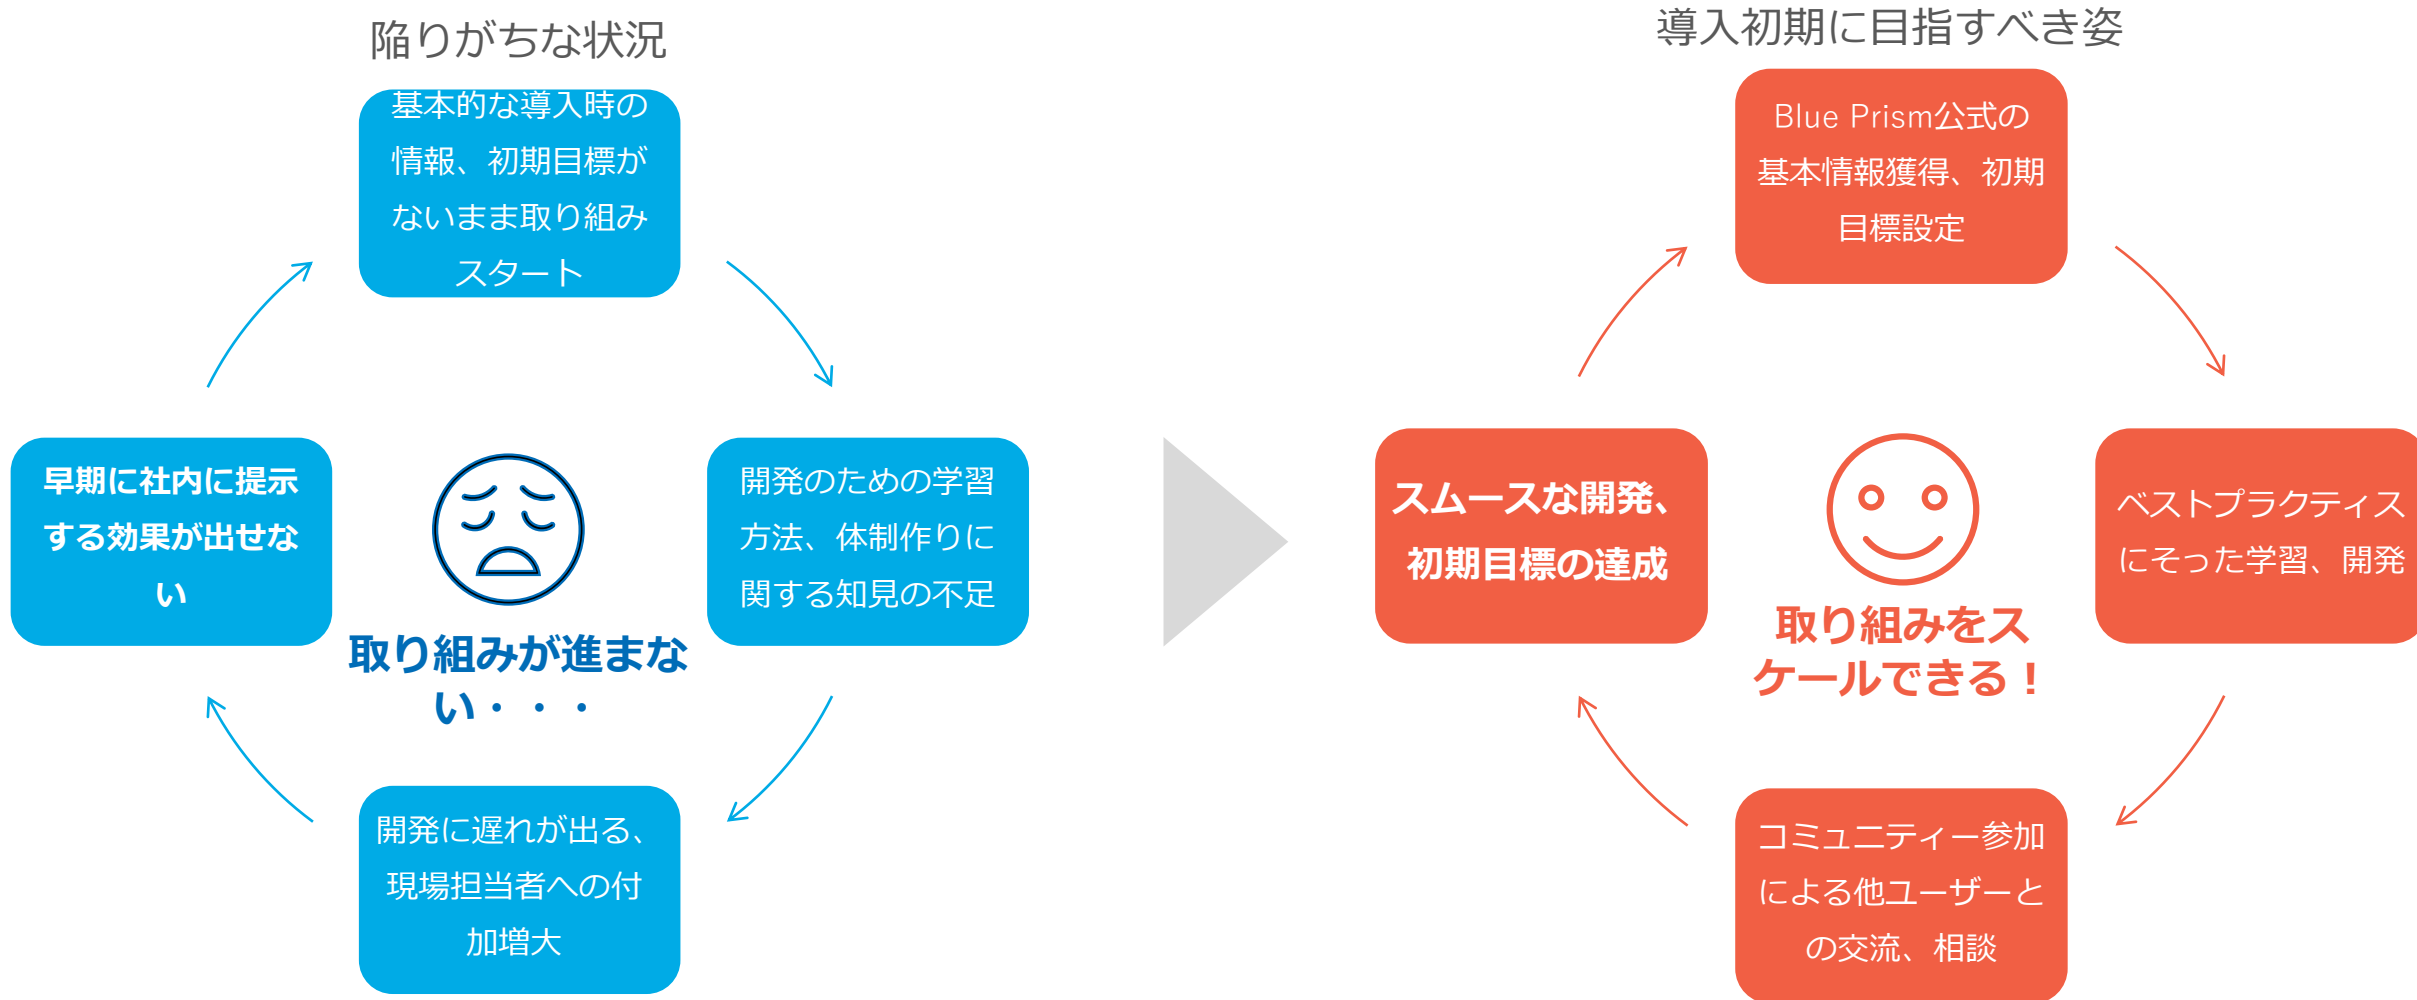 陥りがちな状況
基本的な導入時の
情報、初期目標が
ないまま取り組み
スタート
開発のための学習
方法、体制作りに
関する知見の不足
開発に遅れが出る、
現場担当者への付
加増大
早期に社内に提示
する効果が出せな
い
取り組みが進まな
い・・・
導入初期に目指すべき姿
Blue Prism公式の
基本情報獲得、初期
目標設定
ベストプラクティス
にそった学習、開発
コミュニティー参加
による他ユーザーと
の交流、相談
スムースな開発、
初期目標の達成
取り組みをス
ケールできる！